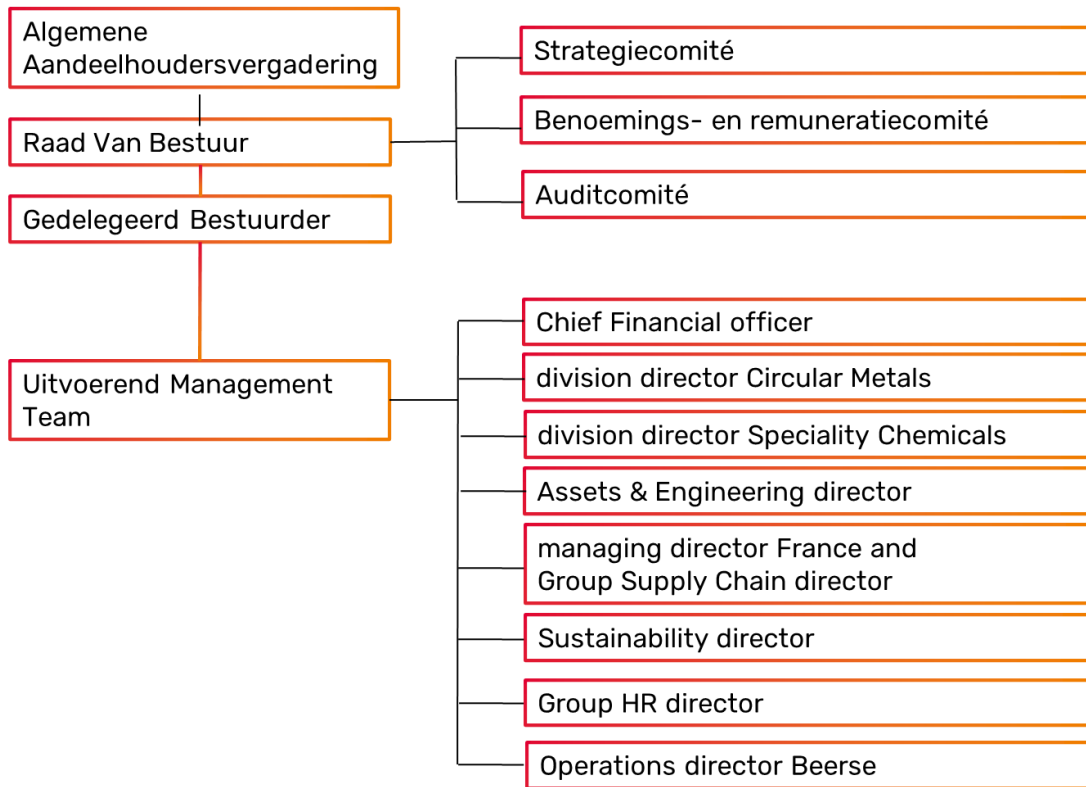 Algemene
Aandeelhoudersvergadering
Raad Van Bestuur
Gedelegeerd Bestuurder
Uitvoerend Management
Team
Strategiecomité
Benoemings- en remuneratiecomité
Auditcomité
Chief Financial officer
division director Circular Metals
division director Speciality Chemicals
Assets & Engineering director
managing director France and
Group Supply Chain director
Sustainability director
Group HR director
Operations director Beerse